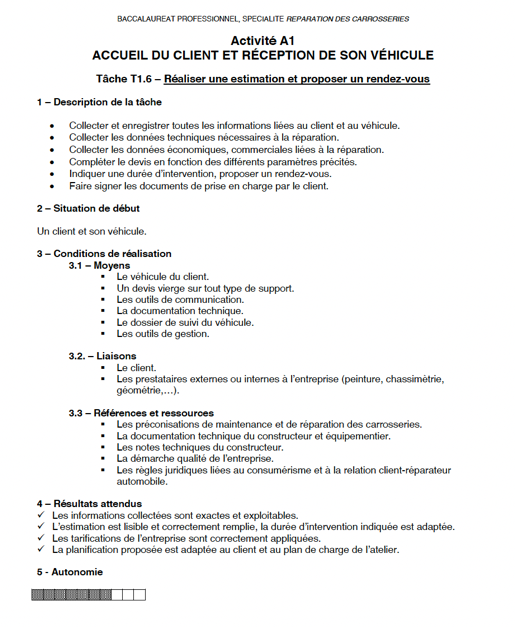 BACCALAUREAT PROFESSIONNEL, SPECIALITE REPARATION DES CARROSSERIES
Activité A1
ACCUEIL DU CLIENT ET RÉCEPTION DE SON VÉHICULE
Tâche T1.6 – Réaliser une estimation et proposer un rendez-vous
1 – Description de la tâche
• Collecter et enregistrer toutes les informations liées au client et au véhicule.
• Collecter les données techniques nécessaires à la réparation.
• Collecter les données économiques, commerciales liées à la réparation.
• Compléter le devis en fonction des différents paramètres précités.
• Indiquer une durée d'intervention, proposer un rendez-vous.
• Faire signer les documents de prise en charge par le client.
2 – Situation de début
Un client et son véhicule.
3 – Conditions de réalisation
3.1 – Moyens
▪ Le véhicule du client.
▪ Un devis vierge sur tout type de support.
▪ Les outils de communication.
▪ La documentation technique.
▪ Le dossier de suivi du véhicule.
▪ Les outils de gestion.
3.2. – Liaisons
▪ Le client.
▪ Les prestataires externes ou internes à l'entreprise (peinture, chassimètrie,
géométrie,…).
3.3 – Références et ressources
▪ Les préconisations de maintenance et de réparation des carrosseries.
▪ La documentation technique du constructeur et équipementier.
▪ Les notes techniques du constructeur.
▪ La démarche qualité de l'entreprise.
▪ Les règles juridiques liées au consumérisme et à la relation client-réparateur
automobile.
4 – Résultats attendus
✓ Les informations collectées sont exactes et exploitables.
✓ L'estimation est lisible et correctement remplie, la durée d'intervention indiquée est adaptée.
✓ Les tarifications de l'entreprise sont correctement appliquées.
✓ La planification proposée est adaptée au client et au plan de charge de l'atelier.
5 - Autonomie